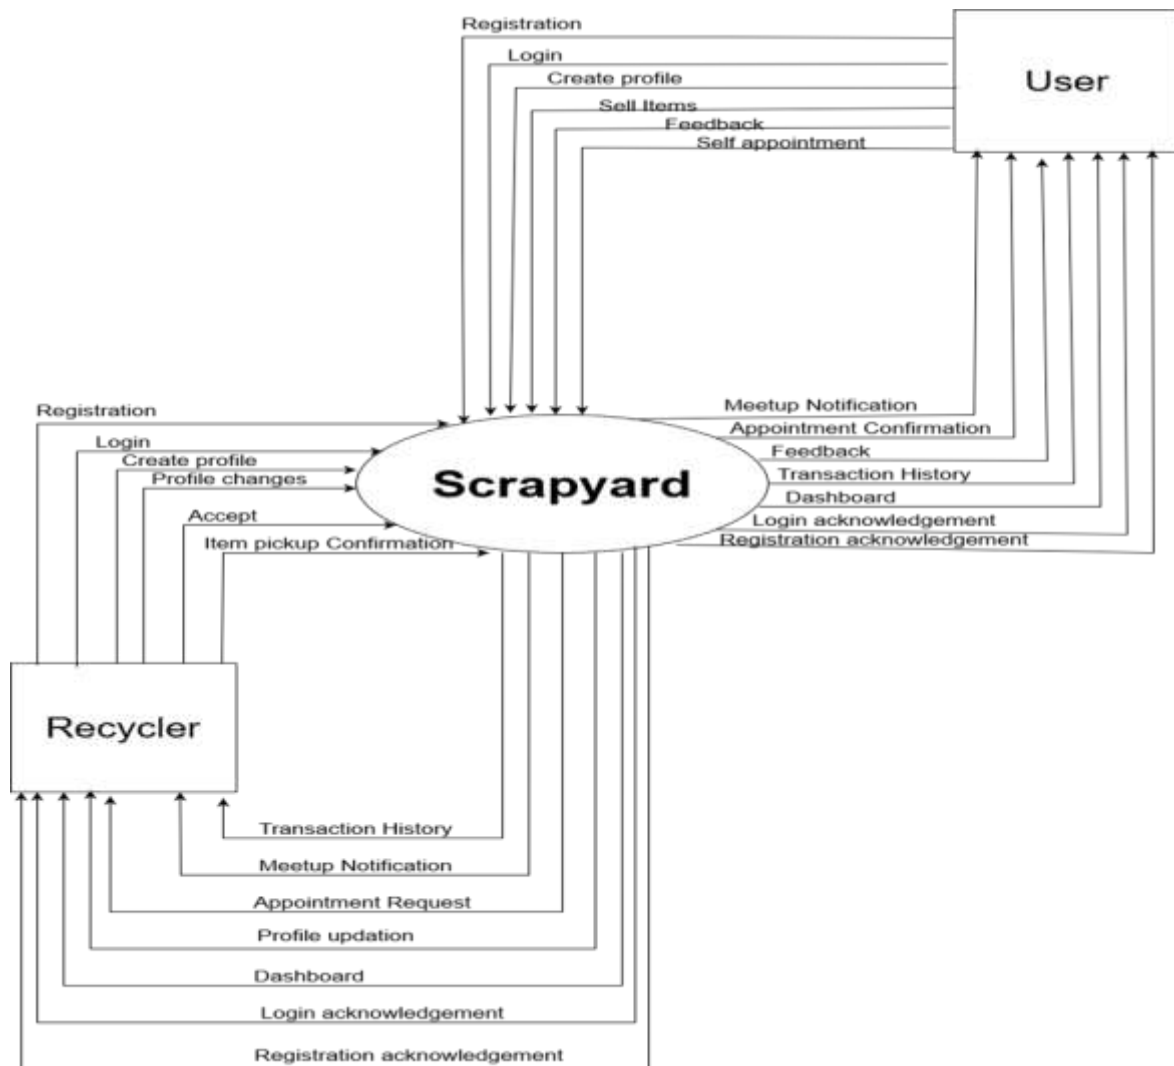 Registration
Login
Create profile
Sell Items
Feedback
Self appointment
User
Registration
Login
Create profile
Profile changes
Accept
Item pickup Confirmation
Scrapyard
Meetup Notification
Appointment Confirmation
Feedback
Transaction History
Dashboard
Login acknowledgement
Registration acknowledgement
Recycler
Transaction History
Meetup Notification
Appointment Request
Profile updation
Dashboard
Login acknowledgement
Registration acknowledgement